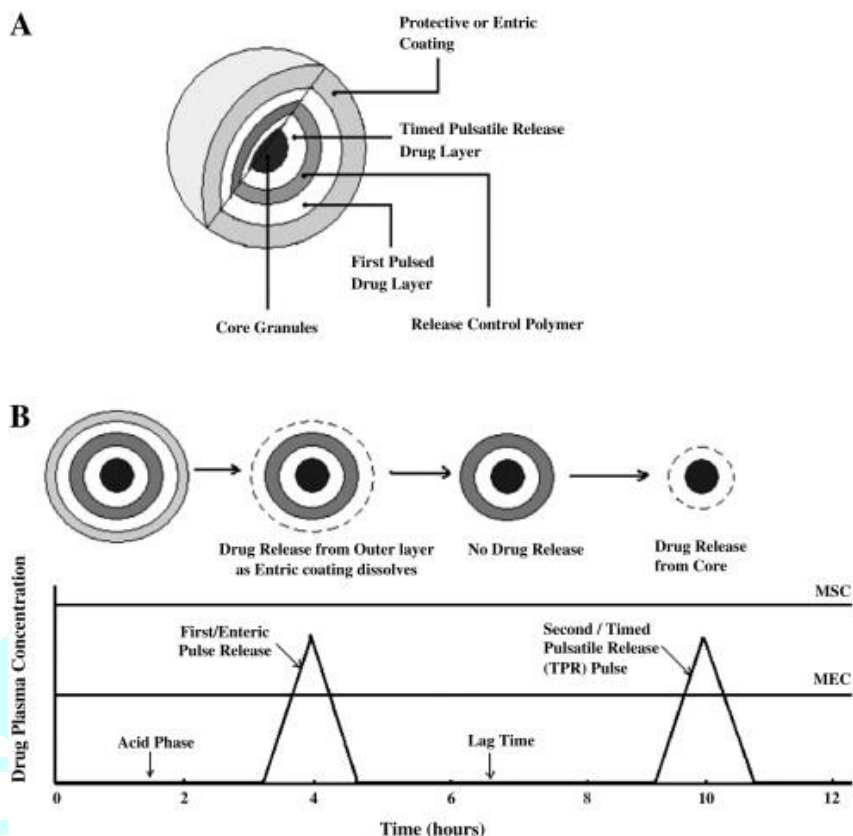 A
Protective or Entric
Coating
Timed Pulsatile Release
Drug Layer
First Pulsed
Drug Layer
Core Granules
Release Control Polymer
B
Drug Release from Outer layer
as Entric coating dissolves
No Drug Release
Drug Release
from Core
Drug Plasma Concentration
MSC
First/Enteric
Pulse Release
Second / Timed
Pulsatile Release
(TPR) Pulse
MEC
Acid Phase
Lag Time
0 2 4 6 8 10 12
Time (hours)